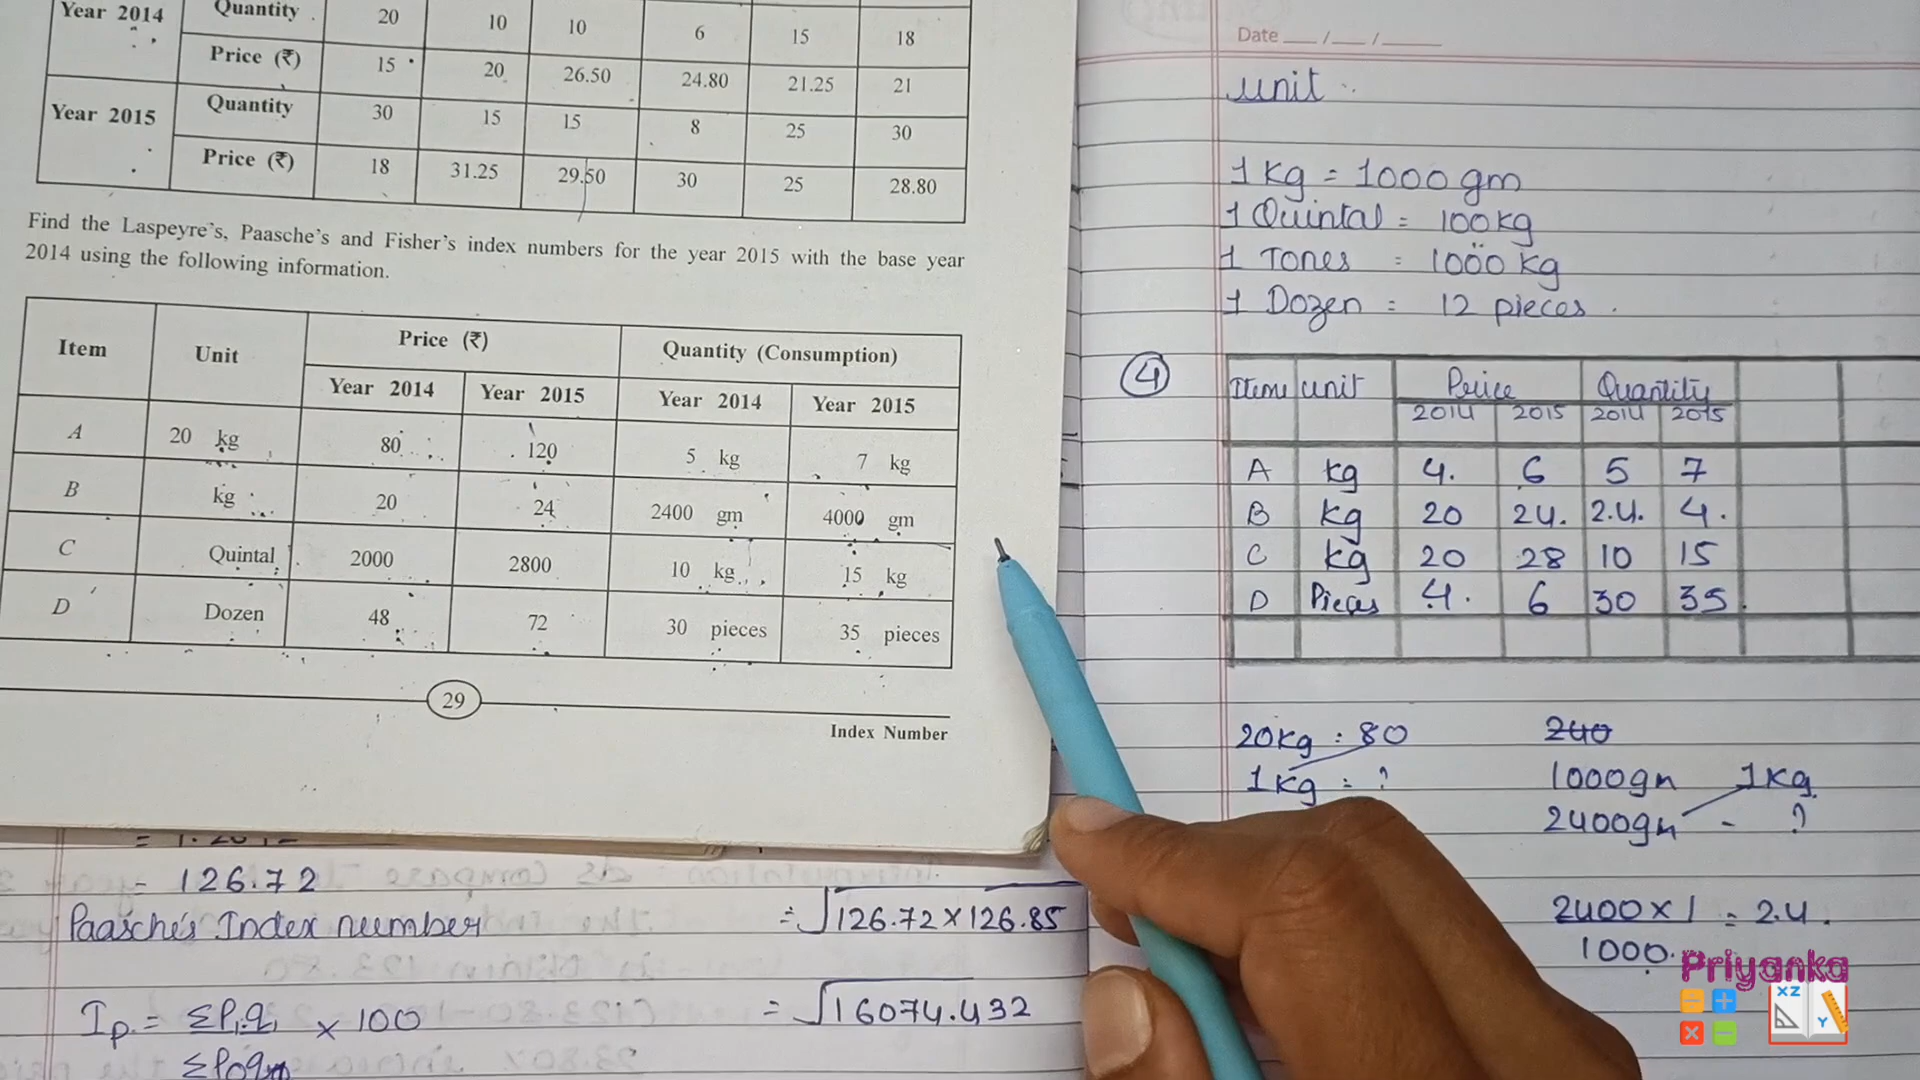 Year 2014 Quantity 20 10 10 6 15 18
Price (₹) 15 20 26.50 24.80 21.25 21
Year 2015 Quantity 30 15 15 8 25 30
Price (₹) 18 31.25 29.50 30 25 28.80
Find the Laspeyre's, Paasche's and Fisher's index numbers for the year 2015 with the base year
2014 using the following information.
Item Unit Price (₹) Quantity (Consumption)
Year 2014 Year 2015 Year 2014 Year 2015
A 20 kg 80 120 5 kg 7 kg
B kg 20 24 2400 gm 4000 gm
C Quintal 2000 2800 10 kg 15 kg
D Dozen 48 72 30 pieces 35 pieces
29
Index Number
= 126.72
Paasche's Index number
Ip = Σp₁q₁ × 100
= √126.72 × 126.85
= √16074.432
Date / /
unit
1 Kg = 1000 gm
1 Quintal = 100 kg
1 Tones = 1000 kg
1 Dozen = 12 pieces
4
Item unit Price Quantity
2014 2015 2014 2015
A kg 4 6 5 7
B kg 20 24 2.4 4
C kg 20 28 10 15
D Pieces 4 6 30 35
20kg : 80
1kg = ?
240
1000gm 1kg
2400gm - ?
2400 × 1 = 2.4
1000
Priyanka
XZ
Y